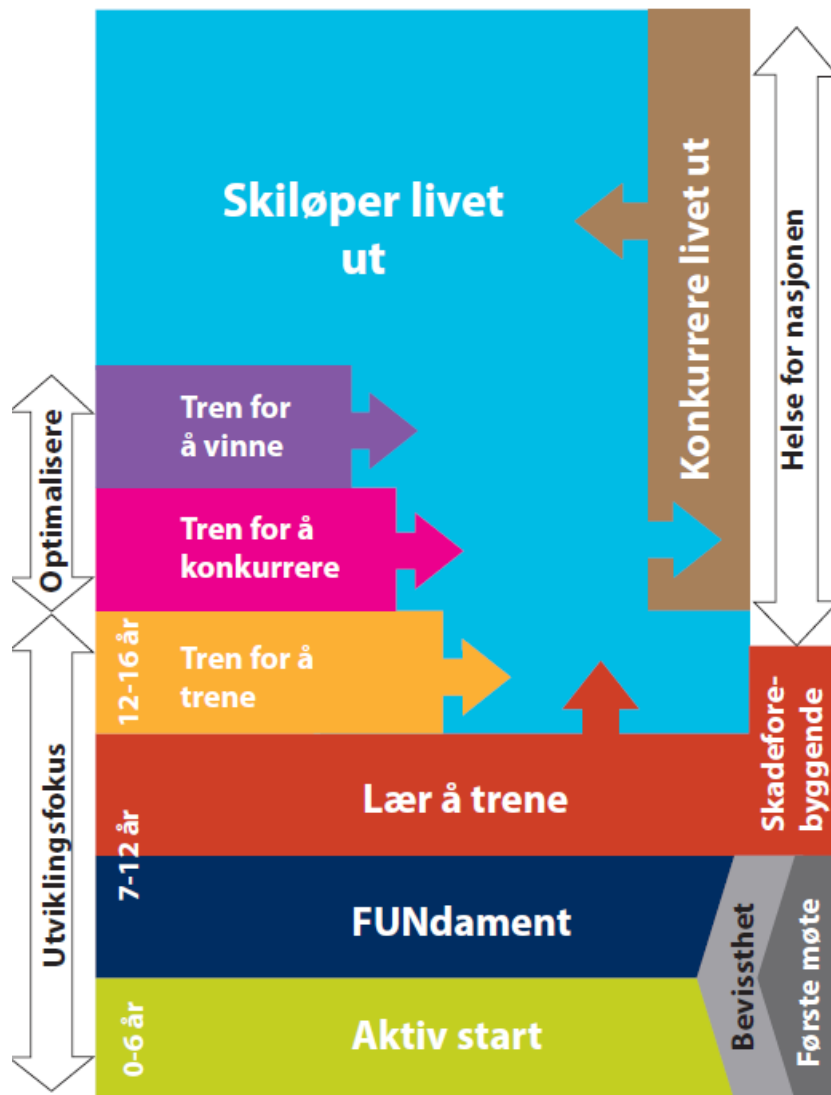 Skiløper livet
ut
Konkurrere livet ut
Helse for nasjonen
Optimalisere
Tren for
å vinne
Tren for å
konkurrere
12-16 år
Tren for å
trene
Utviklingsfokus
7-12 år
Lær å trene
Skadefore-
byggende
FUNdament
Bevissthet
Første møte
0-6 år
Aktiv start